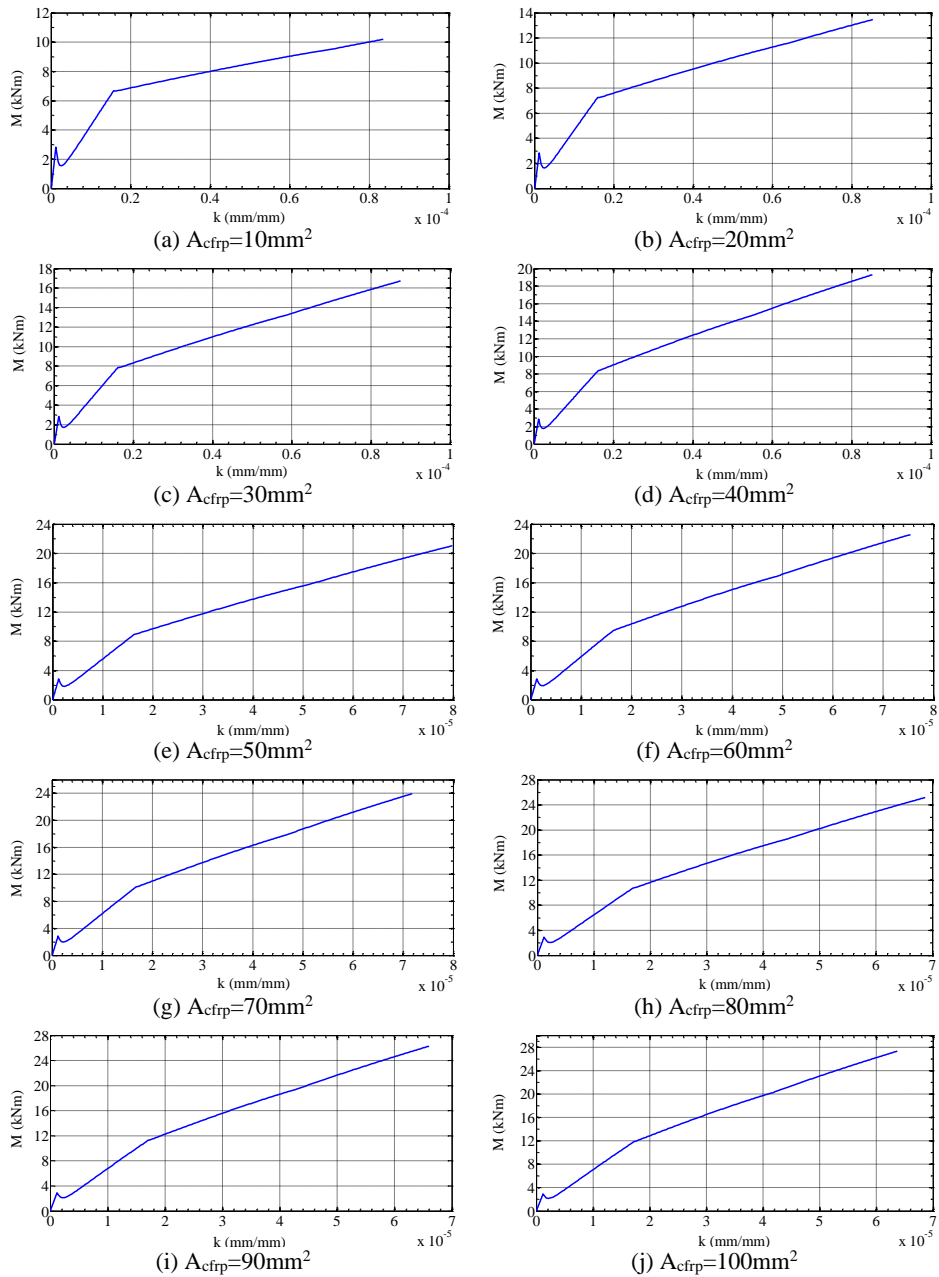 12
10
8
6
4
2
0
M (kNm)
0 0.2 0.4 0.6 0.8 1
x 10⁻⁴
k (mm/mm)
(a) Acfrp=10mm²
14
12
10
8
6
4
2
0
M (kNm)
0 0.2 0.4 0.6 0.8 1
x 10⁻⁴
k (mm/mm)
(b) Acfrp=20mm²
18
16
14
12
10
8
6
4
2
0
M (kNm)
0 0.2 0.4 0.6 0.8 1
x 10⁻⁴
k (mm/mm)
(c) Acfrp=30mm²
20
18
16
14
12
10
8
6
4
2
0
M (kNm)
0 0.2 0.4 0.6 0.8 1
x 10⁻⁴
k (mm/mm)
(d) Acfrp=40mm²
24
20
16
12
8
4
0
M (kNm)
0 1 2 3 4 5 6 7 8
x 10⁻⁵
k (mm/mm)
(e) Acfrp=50mm²
24
20
16
12
8
4
0
M (kNm)
0 1 2 3 4 5 6 7 8
x 10⁻⁵
k (mm/mm)
(f) Acfrp=60mm²
24
20
16
12
8
4
0
M (kNm)
0 1 2 3 4 5 6 7 8
x 10⁻⁵
k (mm/mm)
(g) Acfrp=70mm²
28
24
20
16
12
8
4
0
M (kNm)
0 1 2 3 4 5 6 7
x 10⁻⁵
k (mm/mm)
(h) Acfrp=80mm²
28
24
20
16
12
8
4
0
M (kNm)
0 1 2 3 4 5 6 7
x 10⁻⁵
k (mm/mm)
(i) Acfrp=90mm²
28
24
20
16
12
8
4
0
M (kNm)
0 1 2 3 4 5 6 7
x 10⁻⁵
k (mm/mm)
(j) Acfrp=100mm²